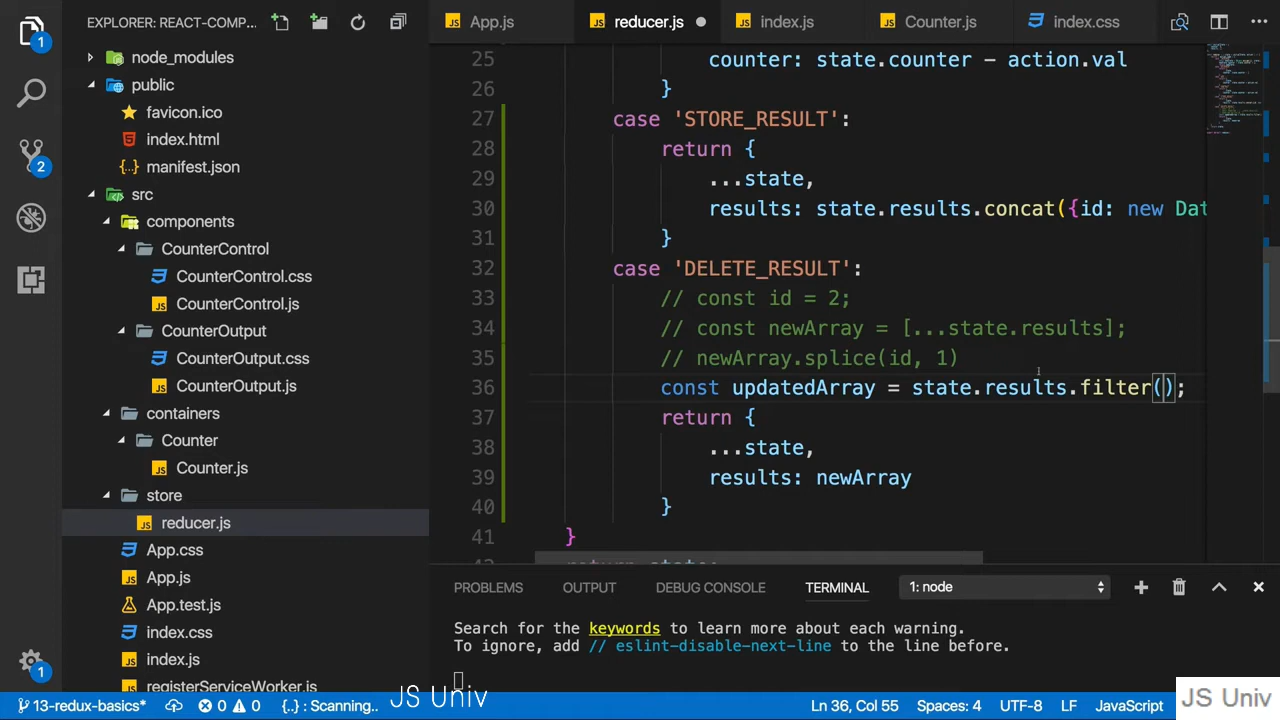 EXPLORER: REACT-COMP...
App.js
reducer.js
index.js
Counter.js
index.css
1
2
1
node_modules
public
favicon.ico
index.html
manifest.json
src
components
CounterControl
CounterControl.css
CounterControl.js
CounterOutput
CounterOutput.css
CounterOutput.js
containers
Counter
Counter.js
store
reducer.js
App.css
App.js
App.test.js
index.css
index.js
registerServiceWorker.js
25 counter: state.counter - action.val
26 }
27 case 'STORE_RESULT':
28 return {
29 ...state,
30 results: state.results.concat({id: new Dat
31 }
32 case 'DELETE_RESULT':
33 // const id = 2;
34 // const newArray = [...state.results];
35 // newArray.splice(id, 1)
36 const updatedArray = state.results.filter();
37 return {
38 ...state,
39 results: newArray
40 }
41 }
42 return state;
PROBLEMS OUTPUT DEBUG CONSOLE TERMINAL 1: node
Search for the keywords to learn more about each warning.
To ignore, add // eslint-disable-next-line to the line before.
JS Univ
13-redux-basics* 0 0 {..} : Scanning.. Ln 36, Col 55 Spaces: 4 UTF-8 LF JavaScript
JS Univ